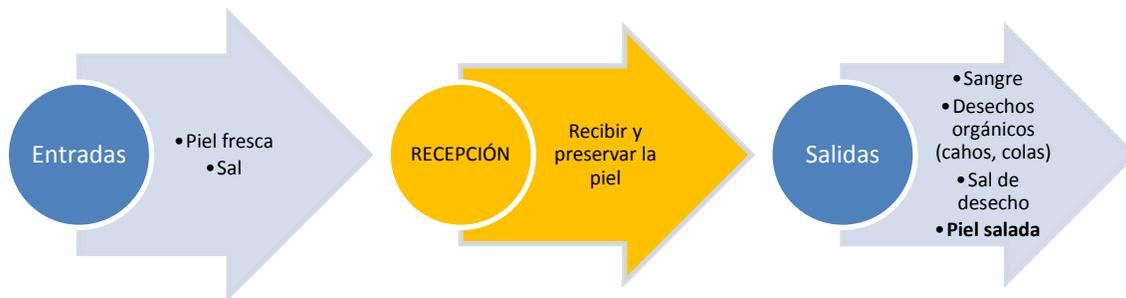 Entradas
•Piel fresca
•Sal
RECEPCIÓN
Recibir y
preservar la
piel
Salidas
•Sangre
•Desechos
orgánicos
(cahos, colas)
•Sal de
desecho
•Piel salada